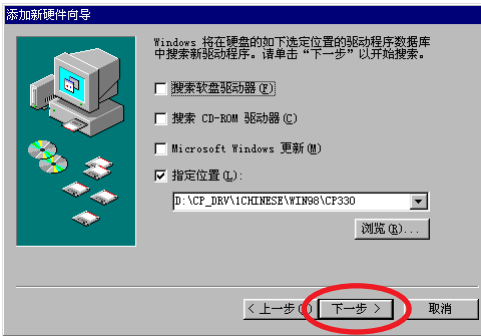 添加新硬件向导
Windows 将在硬盘的如下选定位置的驱动程序数据库
中搜索新驱动程序。请单击“下一步”以开始搜索。
搜索软盘驱动器(F)
搜索 CD-ROM 驱动器(C)
Microsoft Windows 更新(M)
指定位置(L):
D:\CP_DRV\1CHINESE\WIN98\CP330
浏览(R)...
< 上一步 下一步 > 取消